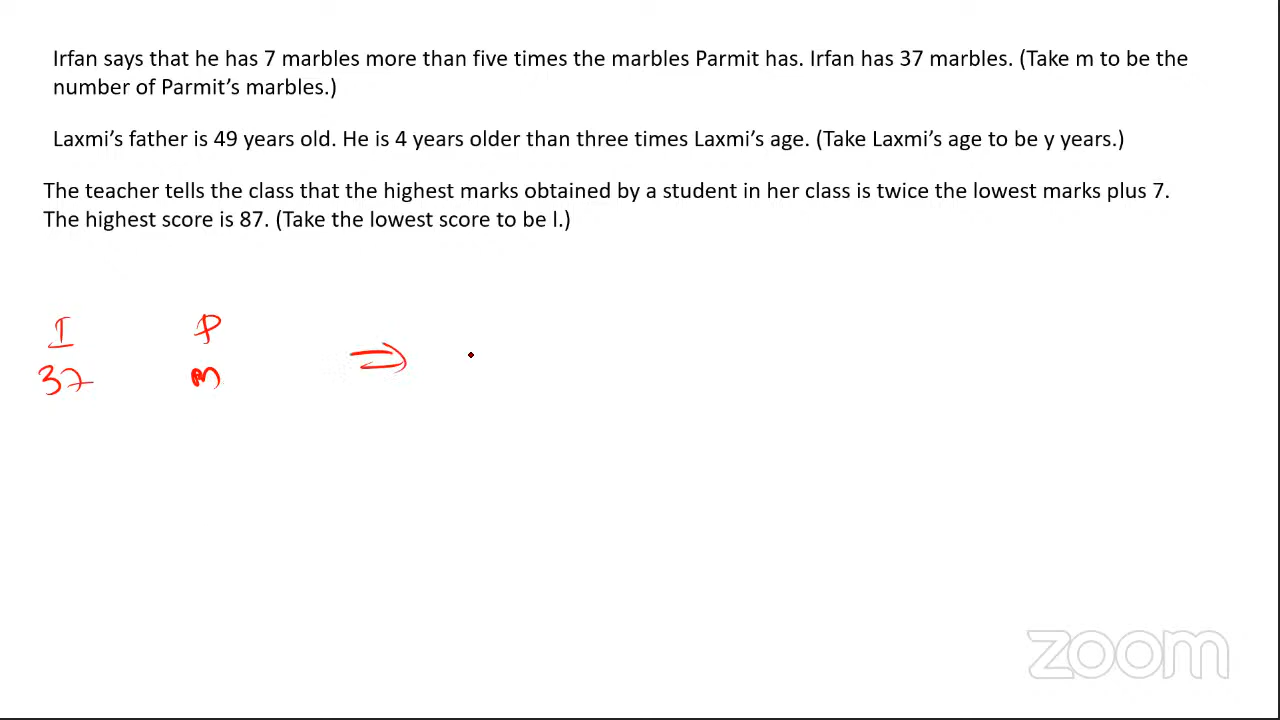 Irfan says that he has 7 marbles more than five times the marbles Parmit has. Irfan has 37 marbles. (Take m to be the
number of Parmit’s marbles.)
Laxmi’s father is 49 years old. He is 4 years older than three times Laxmi’s age. (Take Laxmi’s age to be y years.)
The teacher tells the class that the highest marks obtained by a student in her class is twice the lowest marks plus 7.
The highest score is 87. (Take the lowest score to be l.)
I P
37 m ⇒
zoom